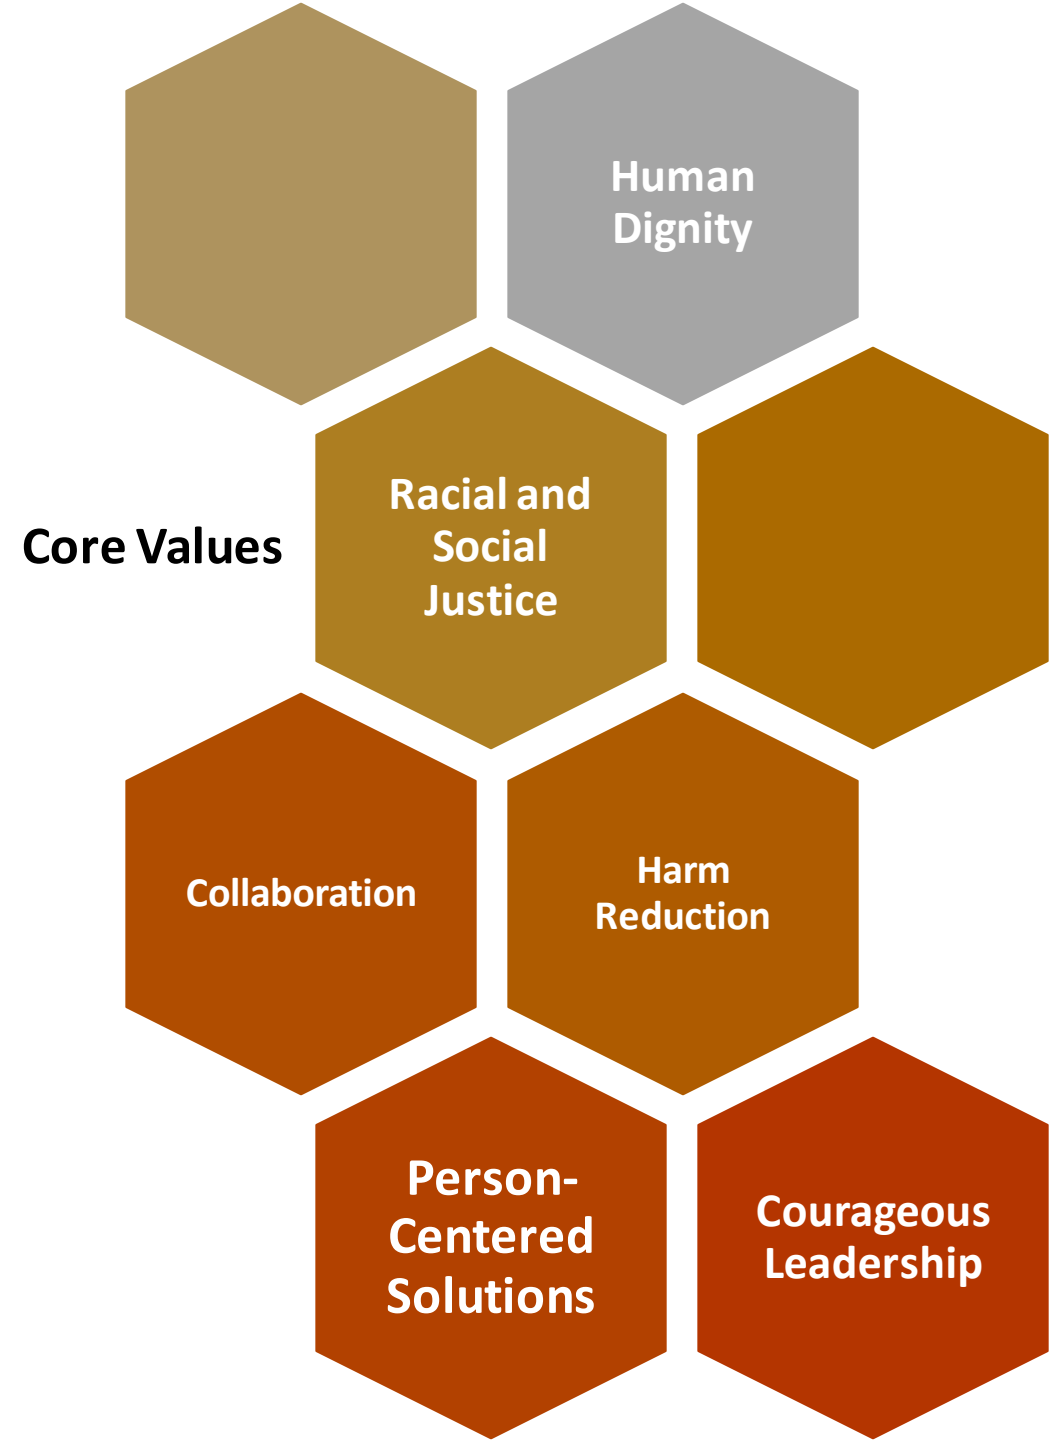 Human
Dignity
Core Values
Racial and
Social
Justice
Collaboration
Harm
Reduction
Person-
Centered
Solutions
Courageous
Leadership